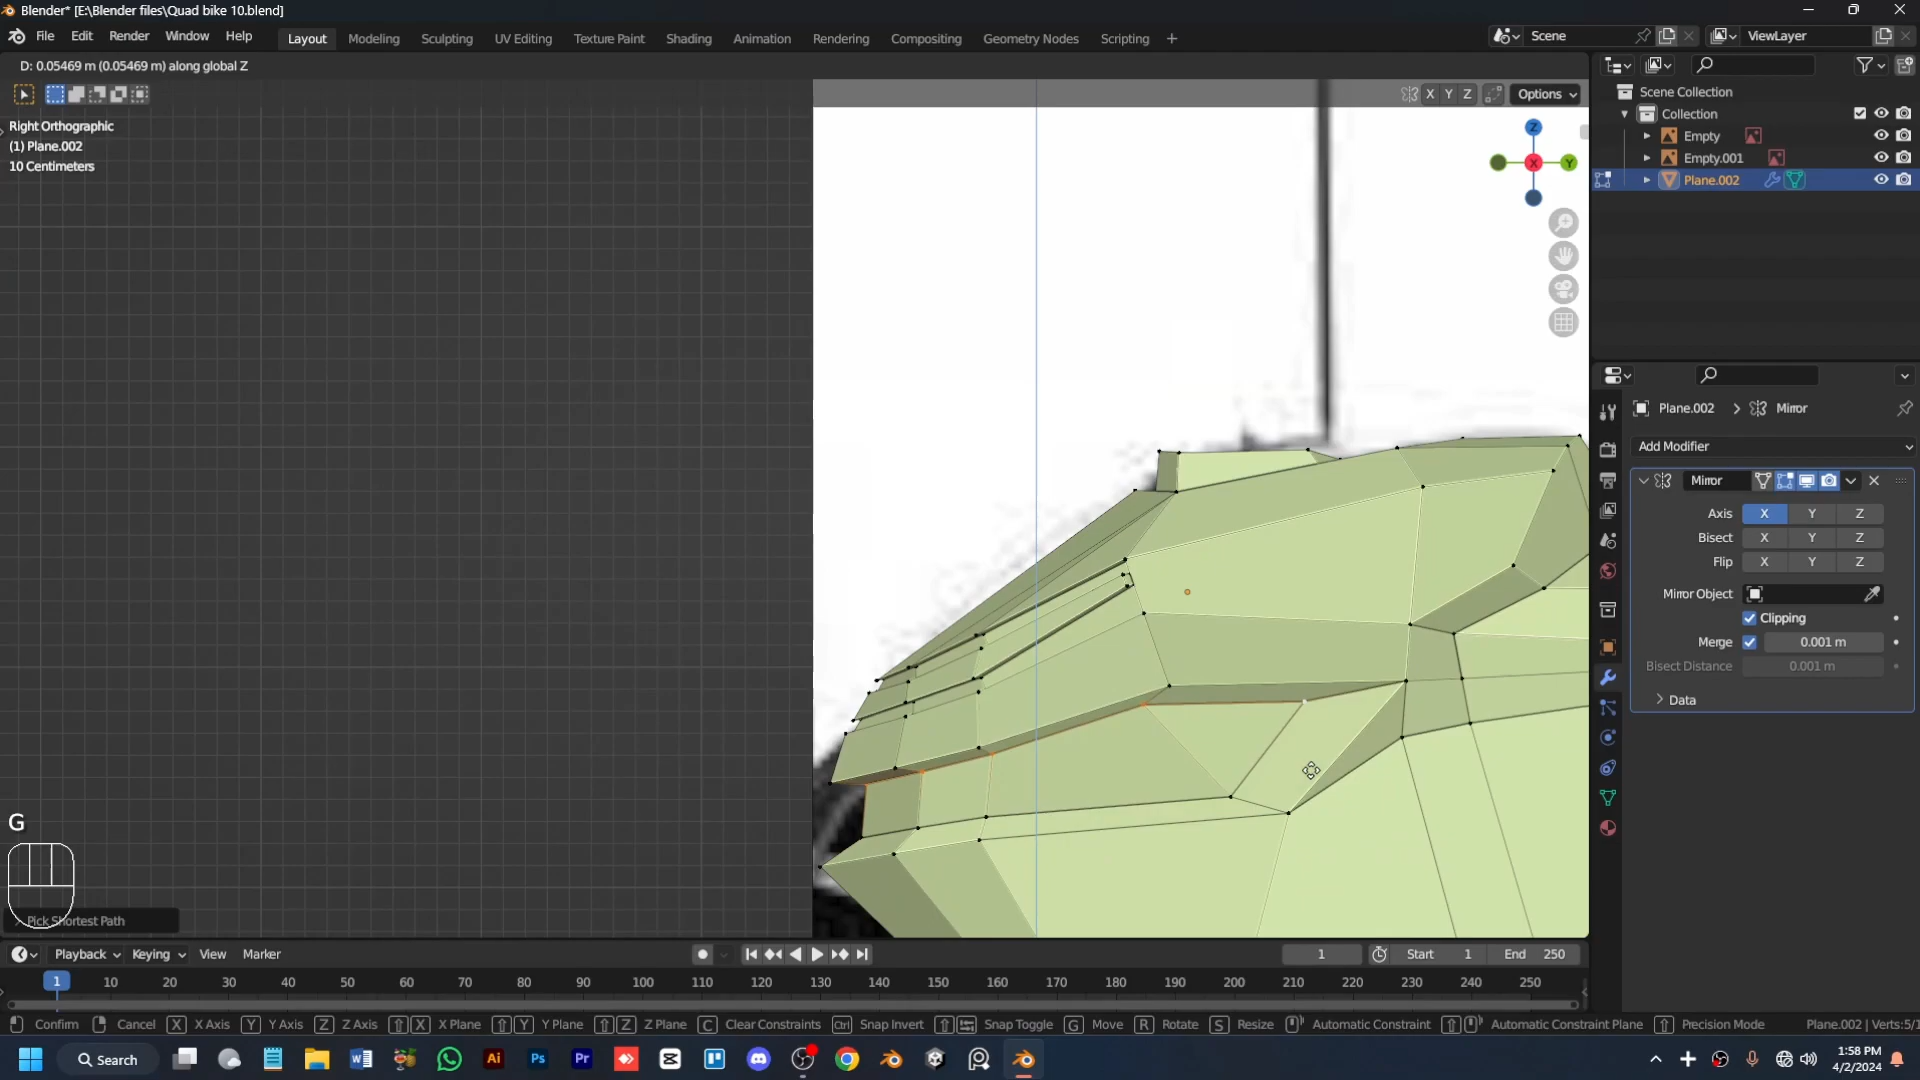 Blender* [E:\Blender files\Quad bike 10.blend]
File Edit Render Window Help Layout Modeling Sculpting UV Editing Texture Paint Shading Animation Rendering Compositing Geometry Nodes Scripting + Scene ViewLayer
D: 0.05469 m (0.05469 m) along global Z
X Y Z Options
Right Orthographic
(1) Plane.002
10 Centimeters
Z
Y
X
Scene Collection
Collection
Empty
Empty.001
Plane.002
Plane.002 > Mirror
Add Modifier
Mirror
Axis X Y Z
Bisect X Y Z
Flip X Y Z
Mirror Object
Clipping
Merge 0.001 m
Bisect Distance 0.001 m
> Data
G
> Pick Shortest Path
Playback Keying View Marker 1 Start 1 End 250
1 10 20 30 40 50 60 70 80 90 100 110 120 130 140 150 160 170 180 190 200 210 220 230 240 250
Confirm Cancel X X Axis Y Y Axis Z Z Axis X X Plane Y Y Plane Z Z Plane C Clear Constraints Ctrl Snap Invert Snap Toggle G Move R Rotate S Resize Automatic Constraint Automatic Constraint Plane Precision Mode Plane.002 | Verts:5/1
Search Ai Ps Pr 1:58 PM
4/2/2024